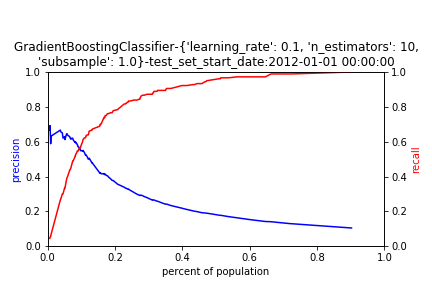 GradientBoostingClassifier-{'learning_rate': 0.1, 'n_estimators': 10,
'subsample': 1.0}-test_set_start_date:2012-01-01 00:00:00
1.0
0.8
0.6
0.4
0.2
0.0
precision
0.0 0.2 0.4 0.6 0.8 1.0
percent of population
1.0
0.8
0.6
0.4
0.2
0.0
recall